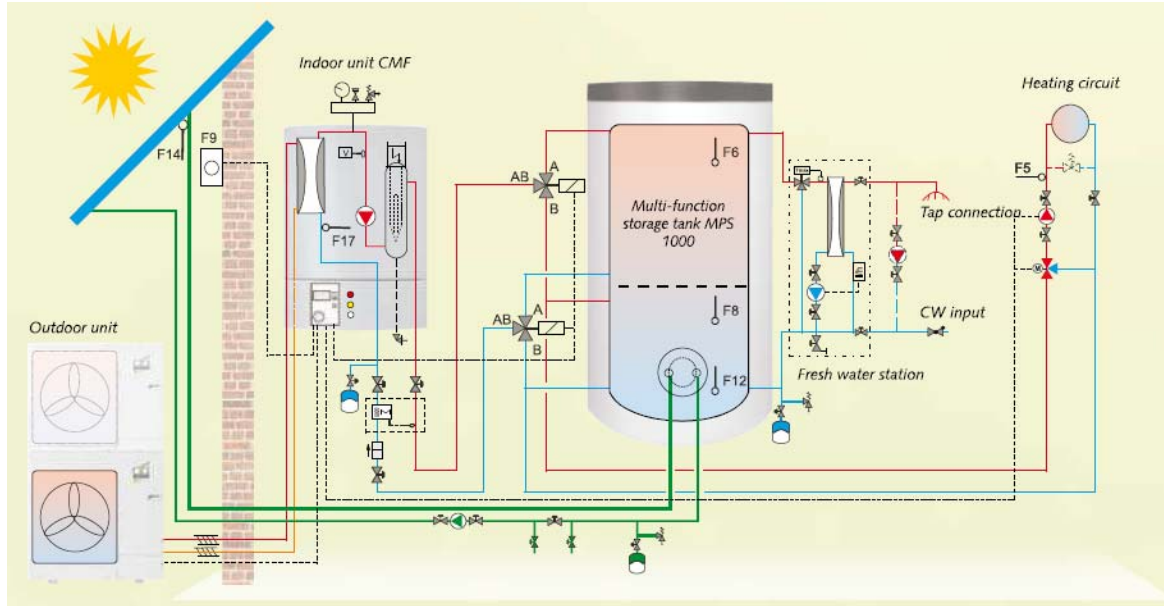 Indoor unit CMF
Heating circuit
F9
F14
F17
V
A
AB
B
F6
F5
Multi-function
storage tank MPS
1000
Tap connection
M
A
AB
B
F8
CW input
Outdoor unit
F12
Fresh water station